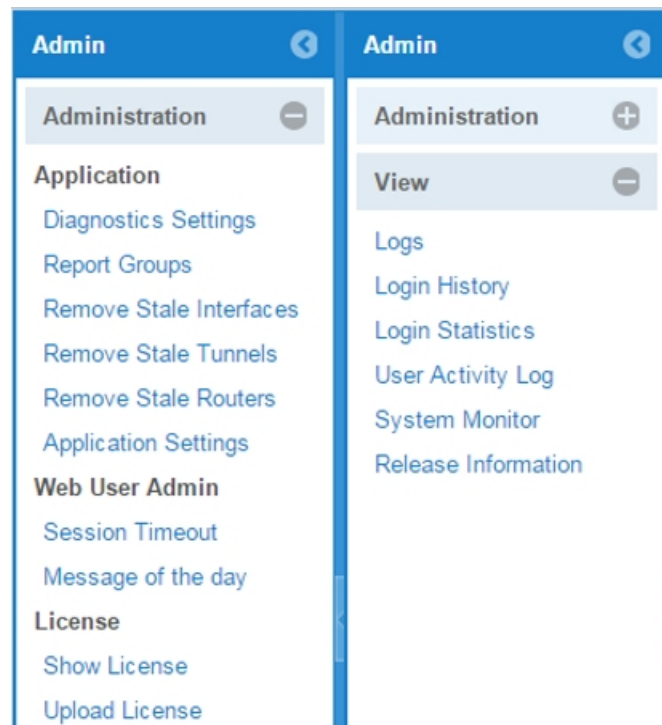 Admin
Administration
Application
Diagnostics Settings
Report Groups
Remove Stale Interfaces
Remove Stale Tunnels
Remove Stale Routers
Application Settings
Web User Admin
Session Timeout
Message of the day
License
Show License
Upload License
Admin
Administration
View
Logs
Login History
Login Statistics
User Activity Log
System Monitor
Release Information